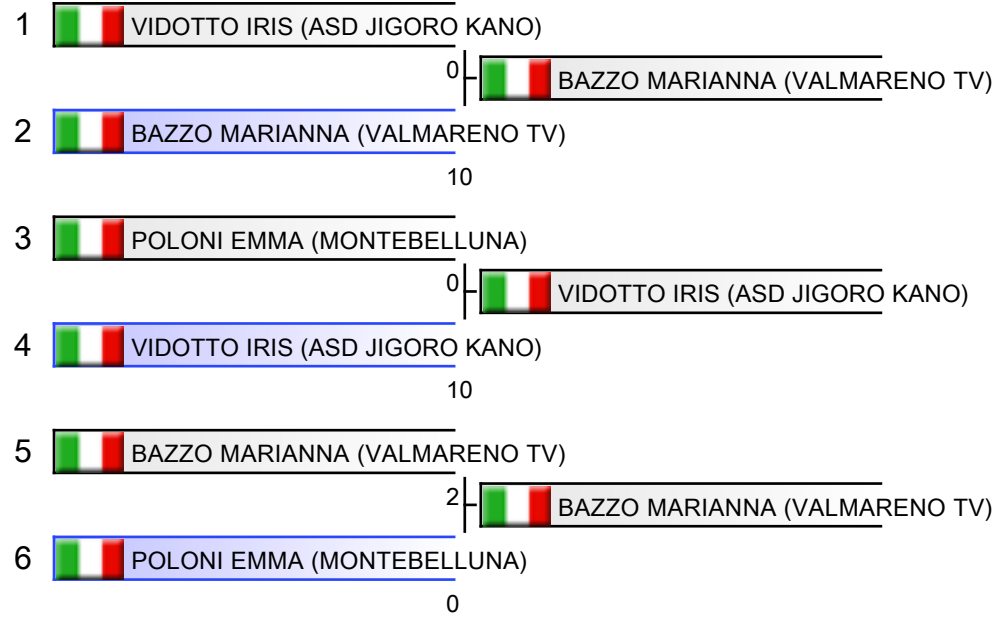 1 VIDOTTO IRIS (ASD JIGORO KANO)
0 BAZZO MARIANNA (VALMARENO TV)
2 BAZZO MARIANNA (VALMARENO TV)
10
3 POLONI EMMA (MONTEBELLUNA)
0 VIDOTTO IRIS (ASD JIGORO KANO)
4 VIDOTTO IRIS (ASD JIGORO KANO)
10
5 BAZZO MARIANNA (VALMARENO TV)
2 BAZZO MARIANNA (VALMARENO TV)
6 POLONI EMMA (MONTEBELLUNA)
0